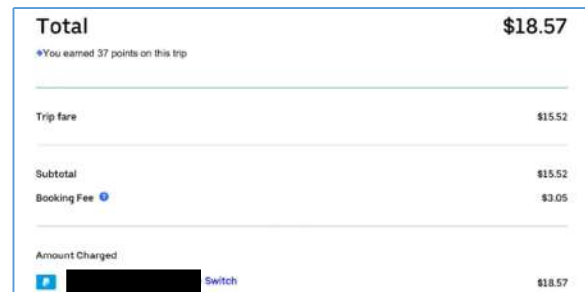 Total $18.57
You earned 37 points on this trip
Trip fare $15.52
Subtotal $15.52
Booking Fee $3.05
Amount Charged
Switch $18.57